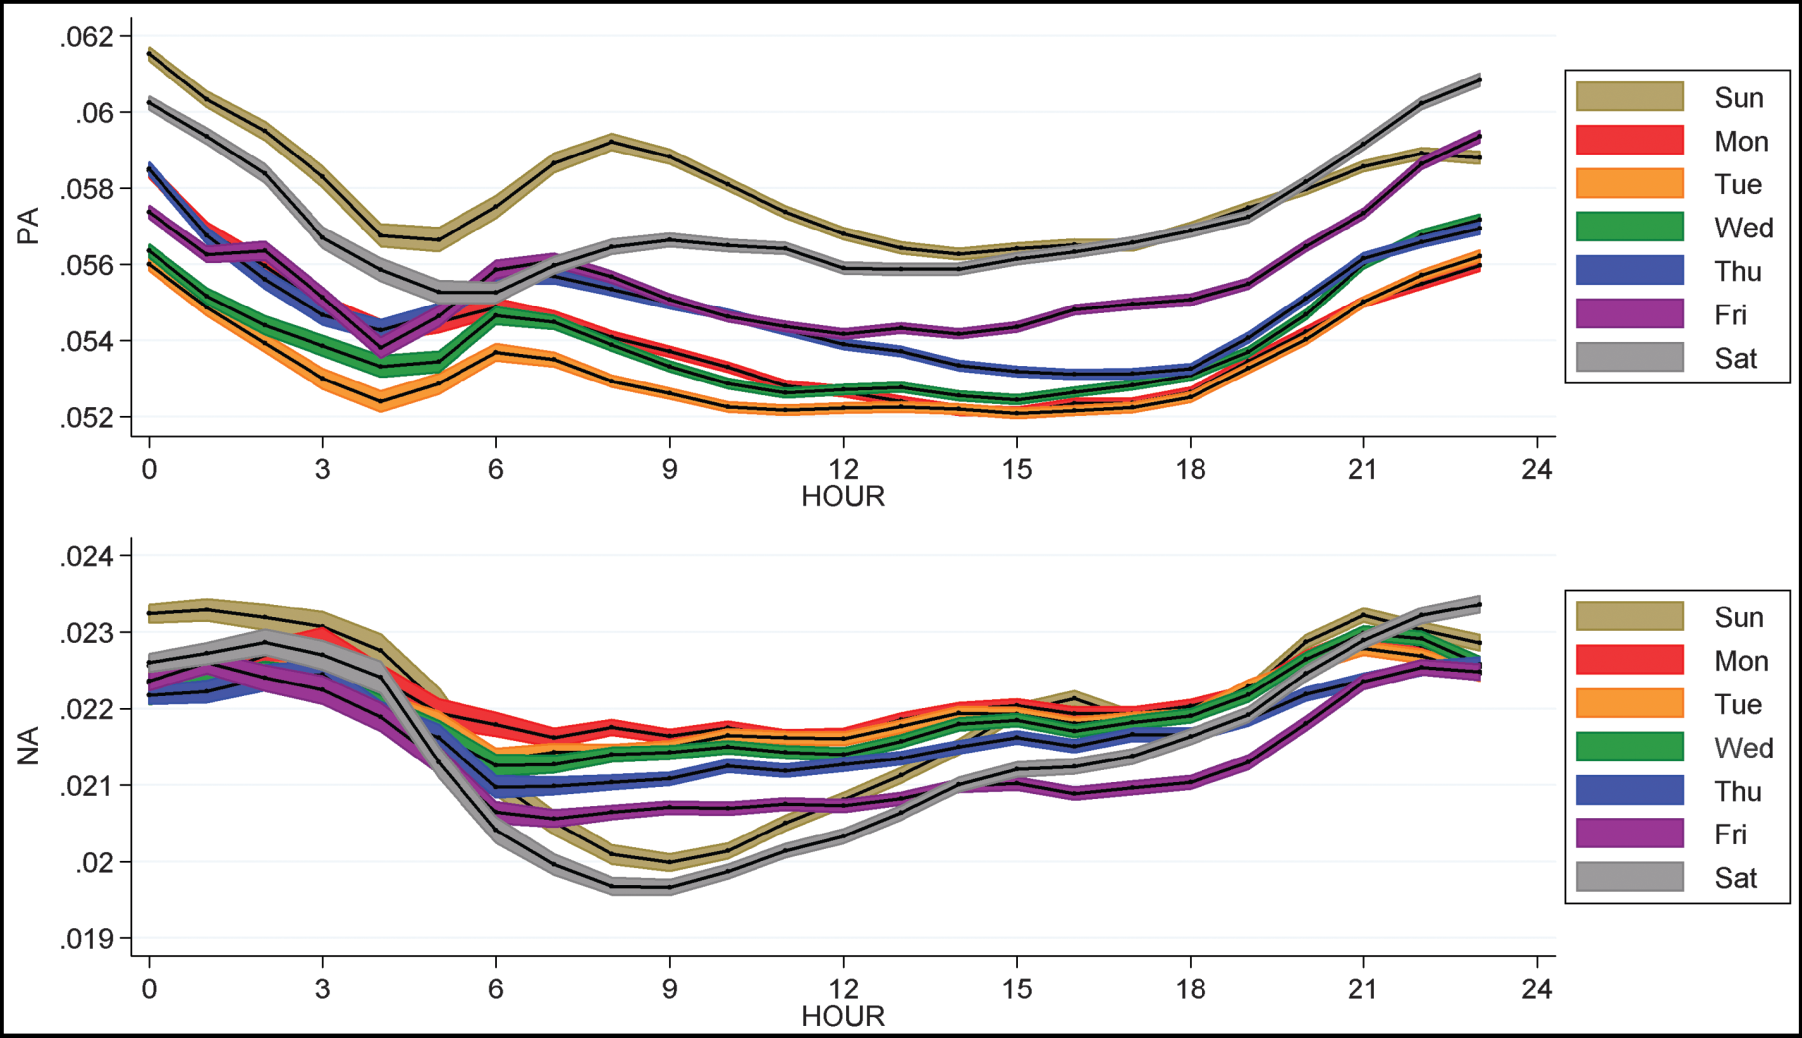 PA
.062
.06
.058
.056
.054
.052
0 3 6 9 12 15 18 21 24
HOUR
Sun
Mon
Tue
Wed
Thu
Fri
Sat
NA
.024
.023
.022
.021
.02
.019
0 3 6 9 12 15 18 21 24
HOUR
Sun
Mon
Tue
Wed
Thu
Fri
Sat